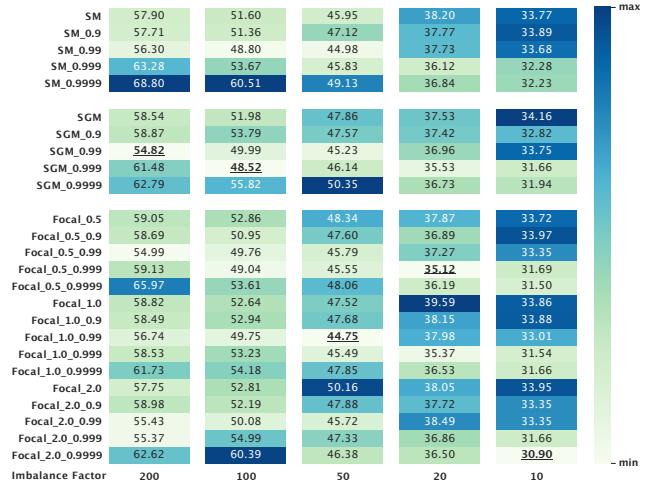 SM 57.90 51.60 45.95 38.20 33.77 max
SM_0.9 57.71 51.36 47.12 37.77 33.89
SM_0.99 56.30 48.80 44.98 37.73 33.68
SM_0.999 63.28 53.67 45.83 36.12 32.28
SM_0.9999 68.80 60.51 49.13 36.84 32.23
SGM 58.54 51.98 47.86 37.53 34.16
SGM_0.9 58.87 53.79 47.57 37.42 32.82
SGM_0.99 54.82 49.99 45.23 36.96 33.75
SGM_0.999 61.48 48.52 46.14 35.53 31.66
SGM_0.9999 62.79 55.82 50.35 36.73 31.94
Focal_0.5 59.05 52.86 48.34 37.87 33.72
Focal_0.5_0.9 58.69 50.95 47.60 36.89 33.97
Focal_0.5_0.99 54.99 49.76 45.79 37.27 33.35
Focal_0.5_0.999 59.13 49.04 45.55 35.12 31.69
Focal_0.5_0.9999 65.97 53.61 48.06 36.19 31.50
Focal_1.0 58.82 52.64 47.52 39.59 33.86
Focal_1.0_0.9 58.49 52.94 47.68 38.15 33.88
Focal_1.0_0.99 56.74 49.75 44.75 37.98 33.01
Focal_1.0_0.999 58.53 53.23 45.49 35.37 31.54
Focal_1.0_0.9999 61.73 54.18 47.85 36.53 31.66
Focal_2.0 57.75 52.81 50.16 38.05 33.95
Focal_2.0_0.9 58.98 52.19 47.88 37.72 33.35
Focal_2.0_0.99 55.43 50.08 45.72 38.49 33.35
Focal_2.0_0.999 55.37 54.99 47.33 36.86 31.66
Focal_2.0_0.9999 62.62 60.39 46.38 36.50 30.90 min
Imbalance Factor 200 100 50 20 10